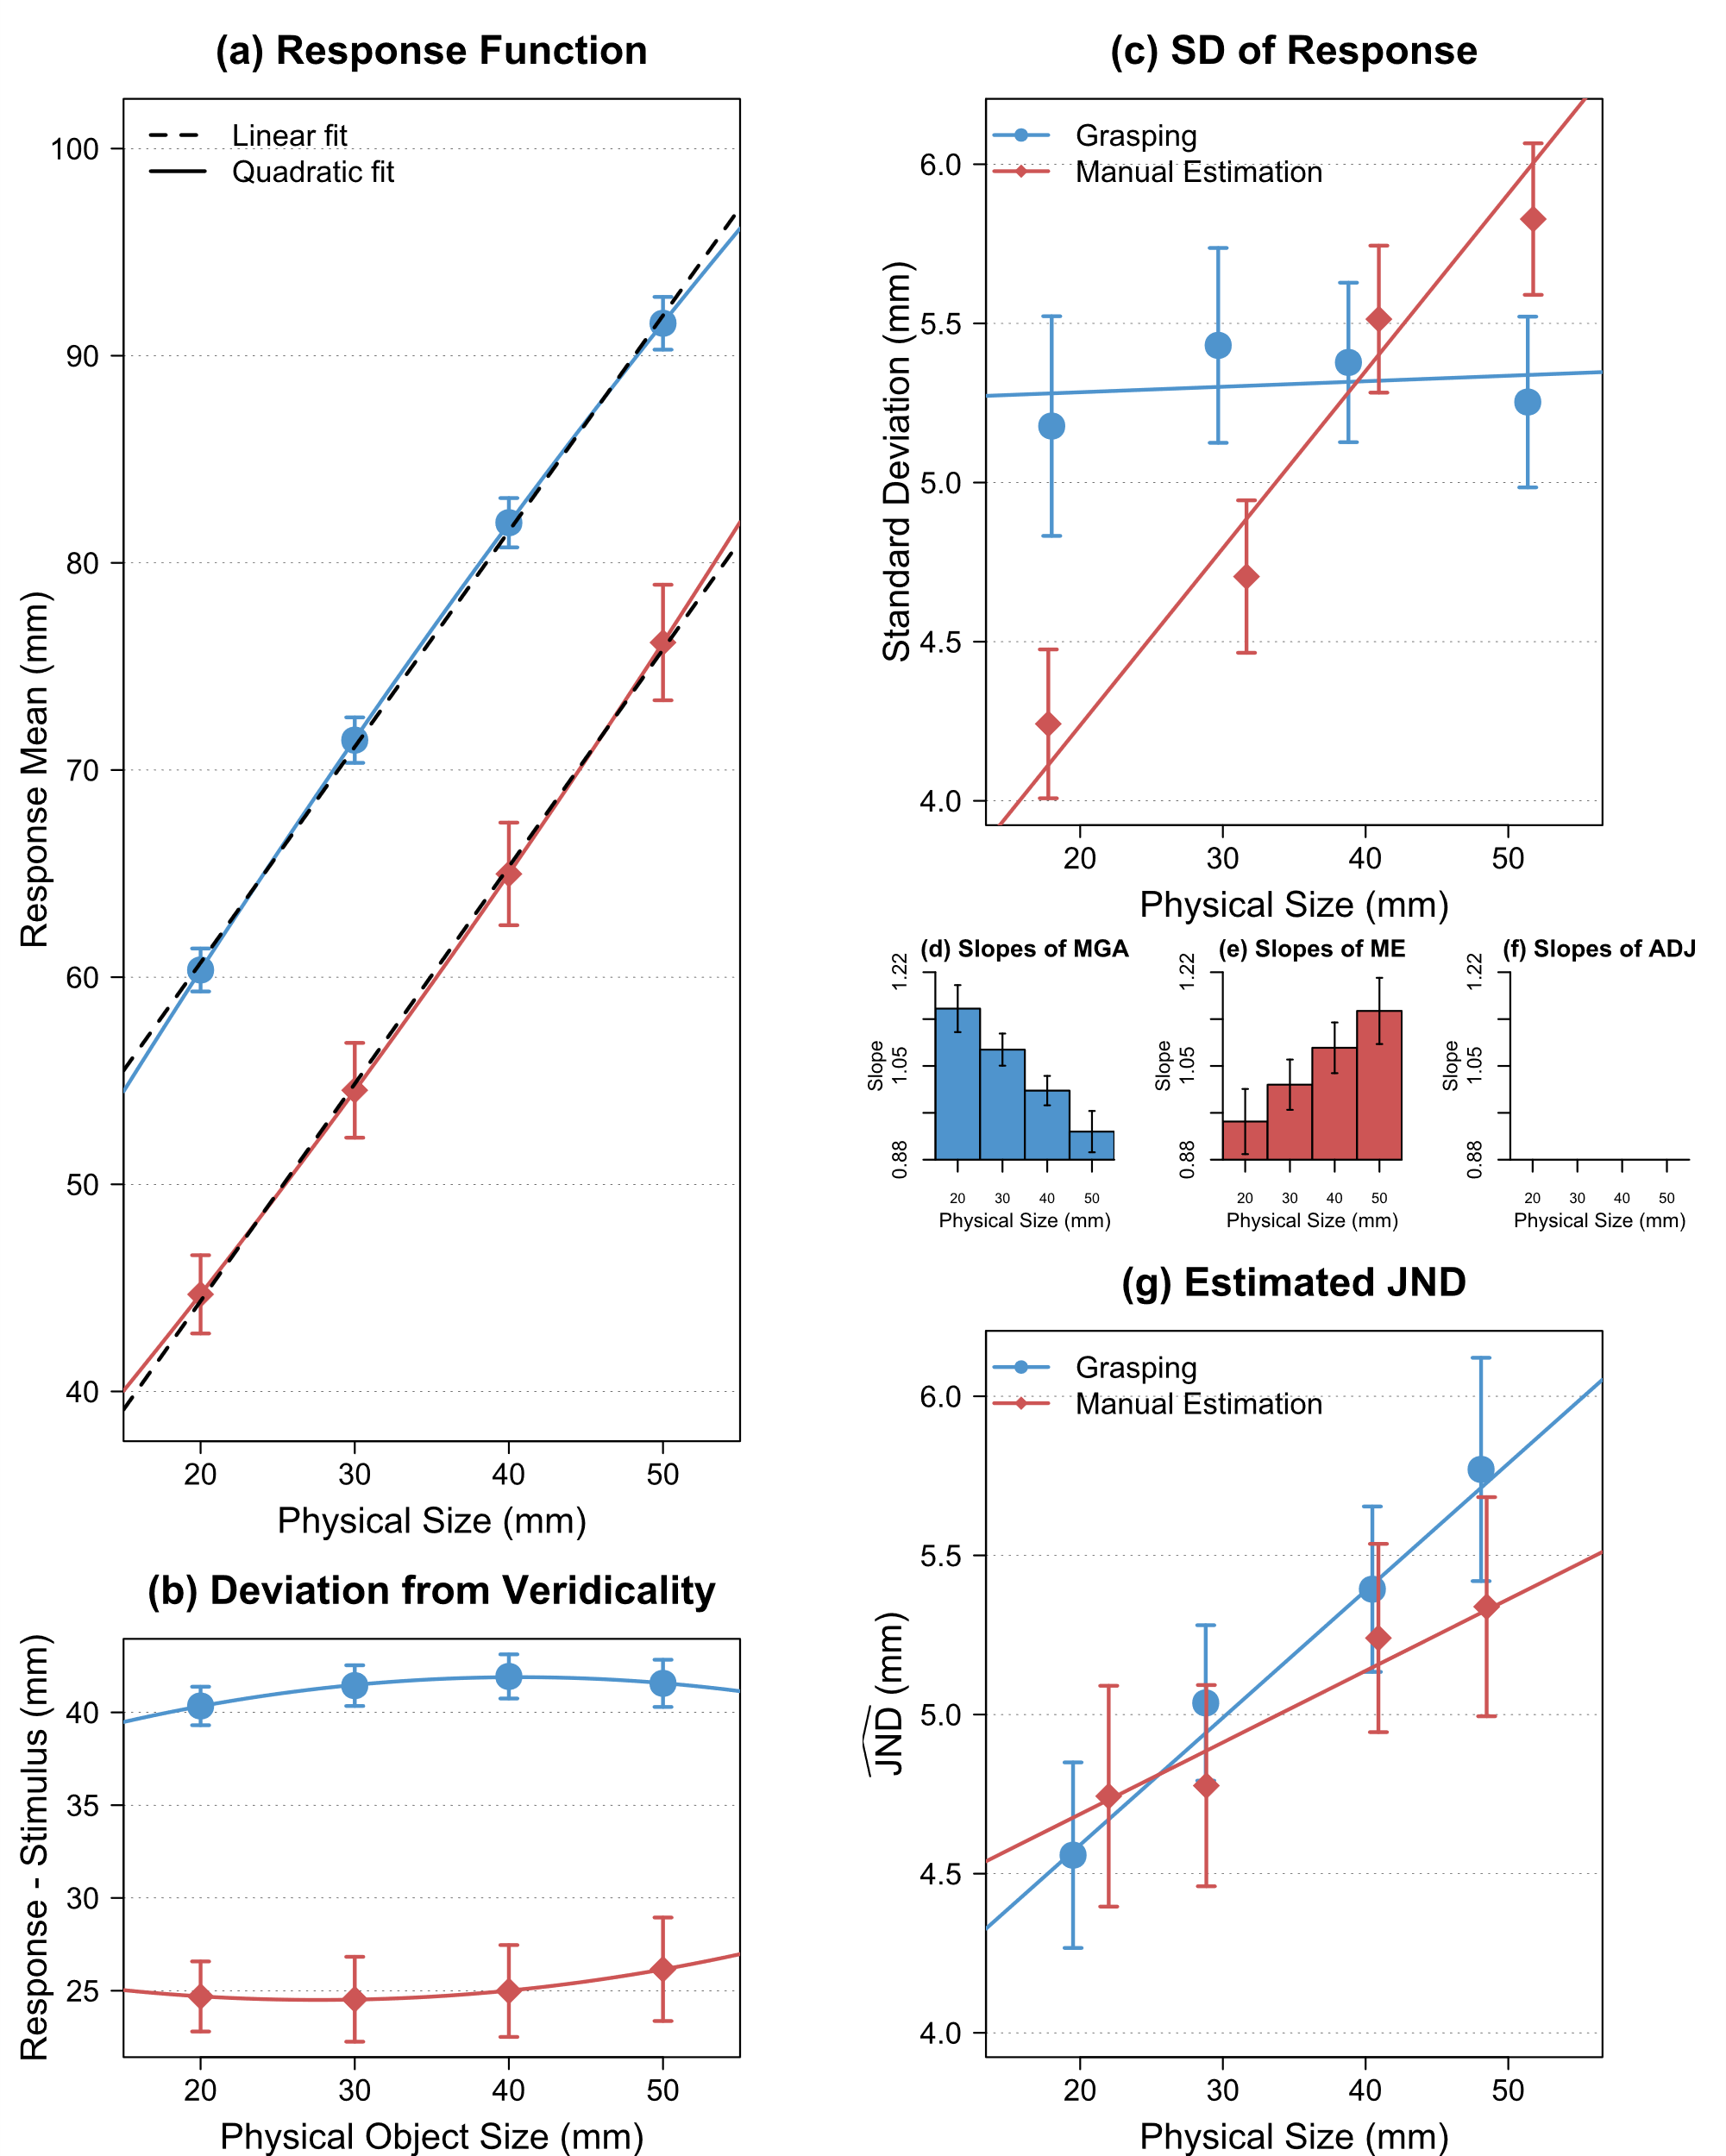 (a) Response Function
Linear fit
Quadratic fit
100
90
80
70
60
50
40
Response Mean (mm)
20 30 40 50
Physical Size (mm)
(b) Deviation from Veridicality
40
35
30
25
Response - Stimulus (mm)
20 30 40 50
Physical Object Size (mm)
(c) SD of Response
Grasping
Manual Estimation
6.0
5.5
5.0
4.5
4.0
Standard Deviation (mm)
20 30 40 50
Physical Size (mm)
(d) Slopes of MGA
1.22
1.05
0.88
Slope
20 30 40 50
Physical Size (mm)
(e) Slopes of ME
1.22
1.05
0.88
Slope
20 30 40 50
Physical Size (mm)
(f) Slopes of ADJ
1.22
1.05
0.88
Slope
20 30 40 50
Physical Size (mm)
(g) Estimated JND
Grasping
Manual Estimation
6.0
5.5
5.0
4.5
4.0
JND (mm)
20 30 40 50
Physical Size (mm)